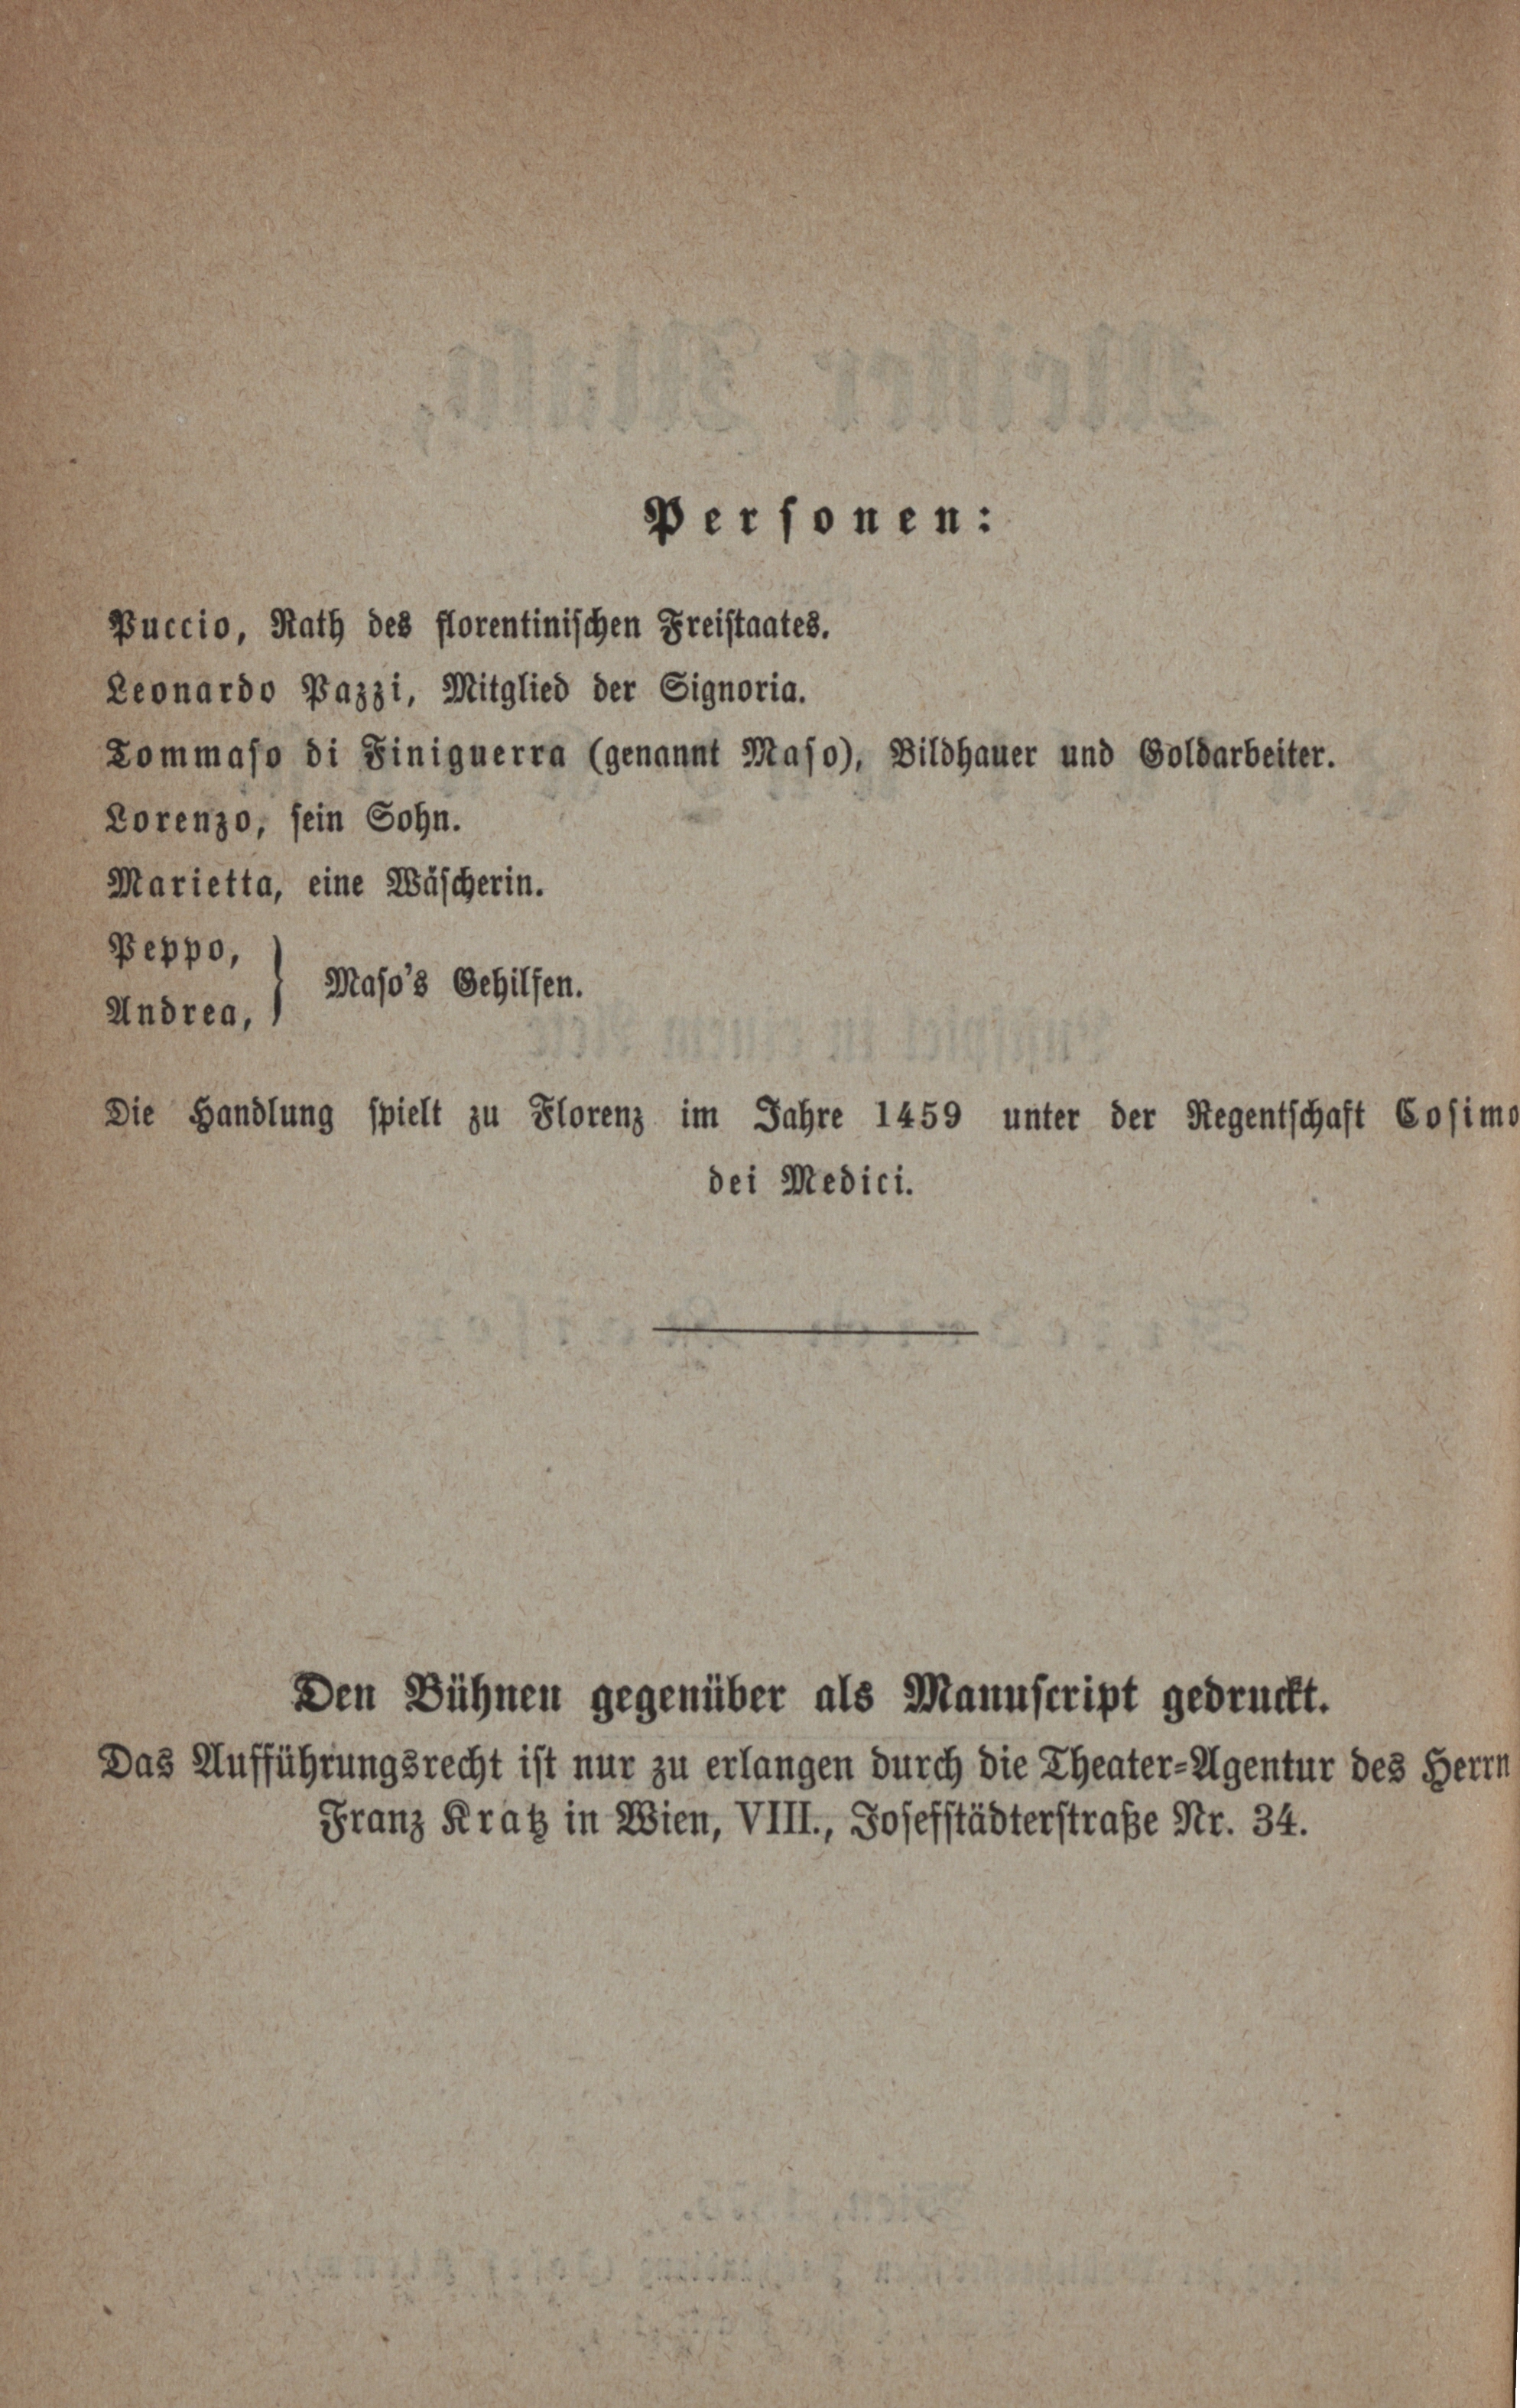 Personen:
Puccio, Rath des florentinischen Freistaates.
Leonardo Pazzi, Mitglied der Signoria.
Tommaso di Finiguerra (genannt Maso), Bildhauer und Goldarbeiter.
Lorenzo, sein Sohn.
Marietta, eine Wäscherin.
Peppo,
Andrea, } Maso's Gehilfen.
Die Handlung spielt zu Florenz im Jahre 1459 unter der Regentschaft Cosimo
dei Medici.
Den Bühnen gegenüber als Manuscript gedruckt.
Das Aufführungsrecht ist nur zu erlangen durch die Theater-Agentur des Herrn
Franz Kratz in Wien, VIII., Josefstädterstraße Nr. 34.